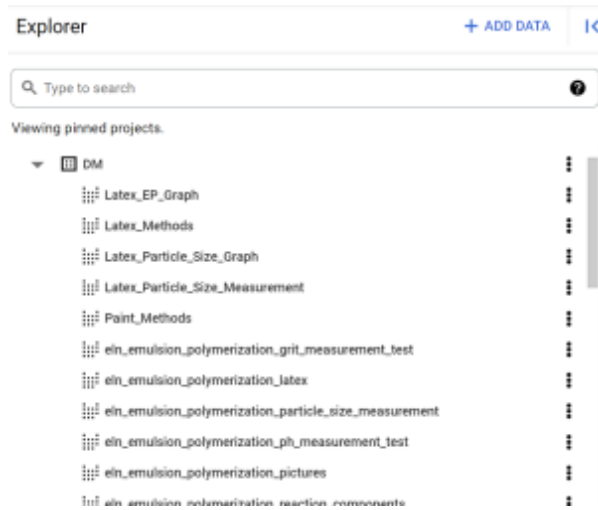 Explorer
+ ADD DATA
Type to search
Viewing pinned projects.
DM
Latex_EP_Graph
Latex_Methods
Latex_Particle_Size_Graph
Latex_Particle_Size_Measurement
Paint_Methods
eln_emulsion_polymerization_grit_measurement_test
eln_emulsion_polymerization_latex
eln_emulsion_polymerization_particle_size_measurement
eln_emulsion_polymerization_ph_measurement_test
eln_emulsion_polymerization_pictures
eln_emulsion_polymerization_reaction_components